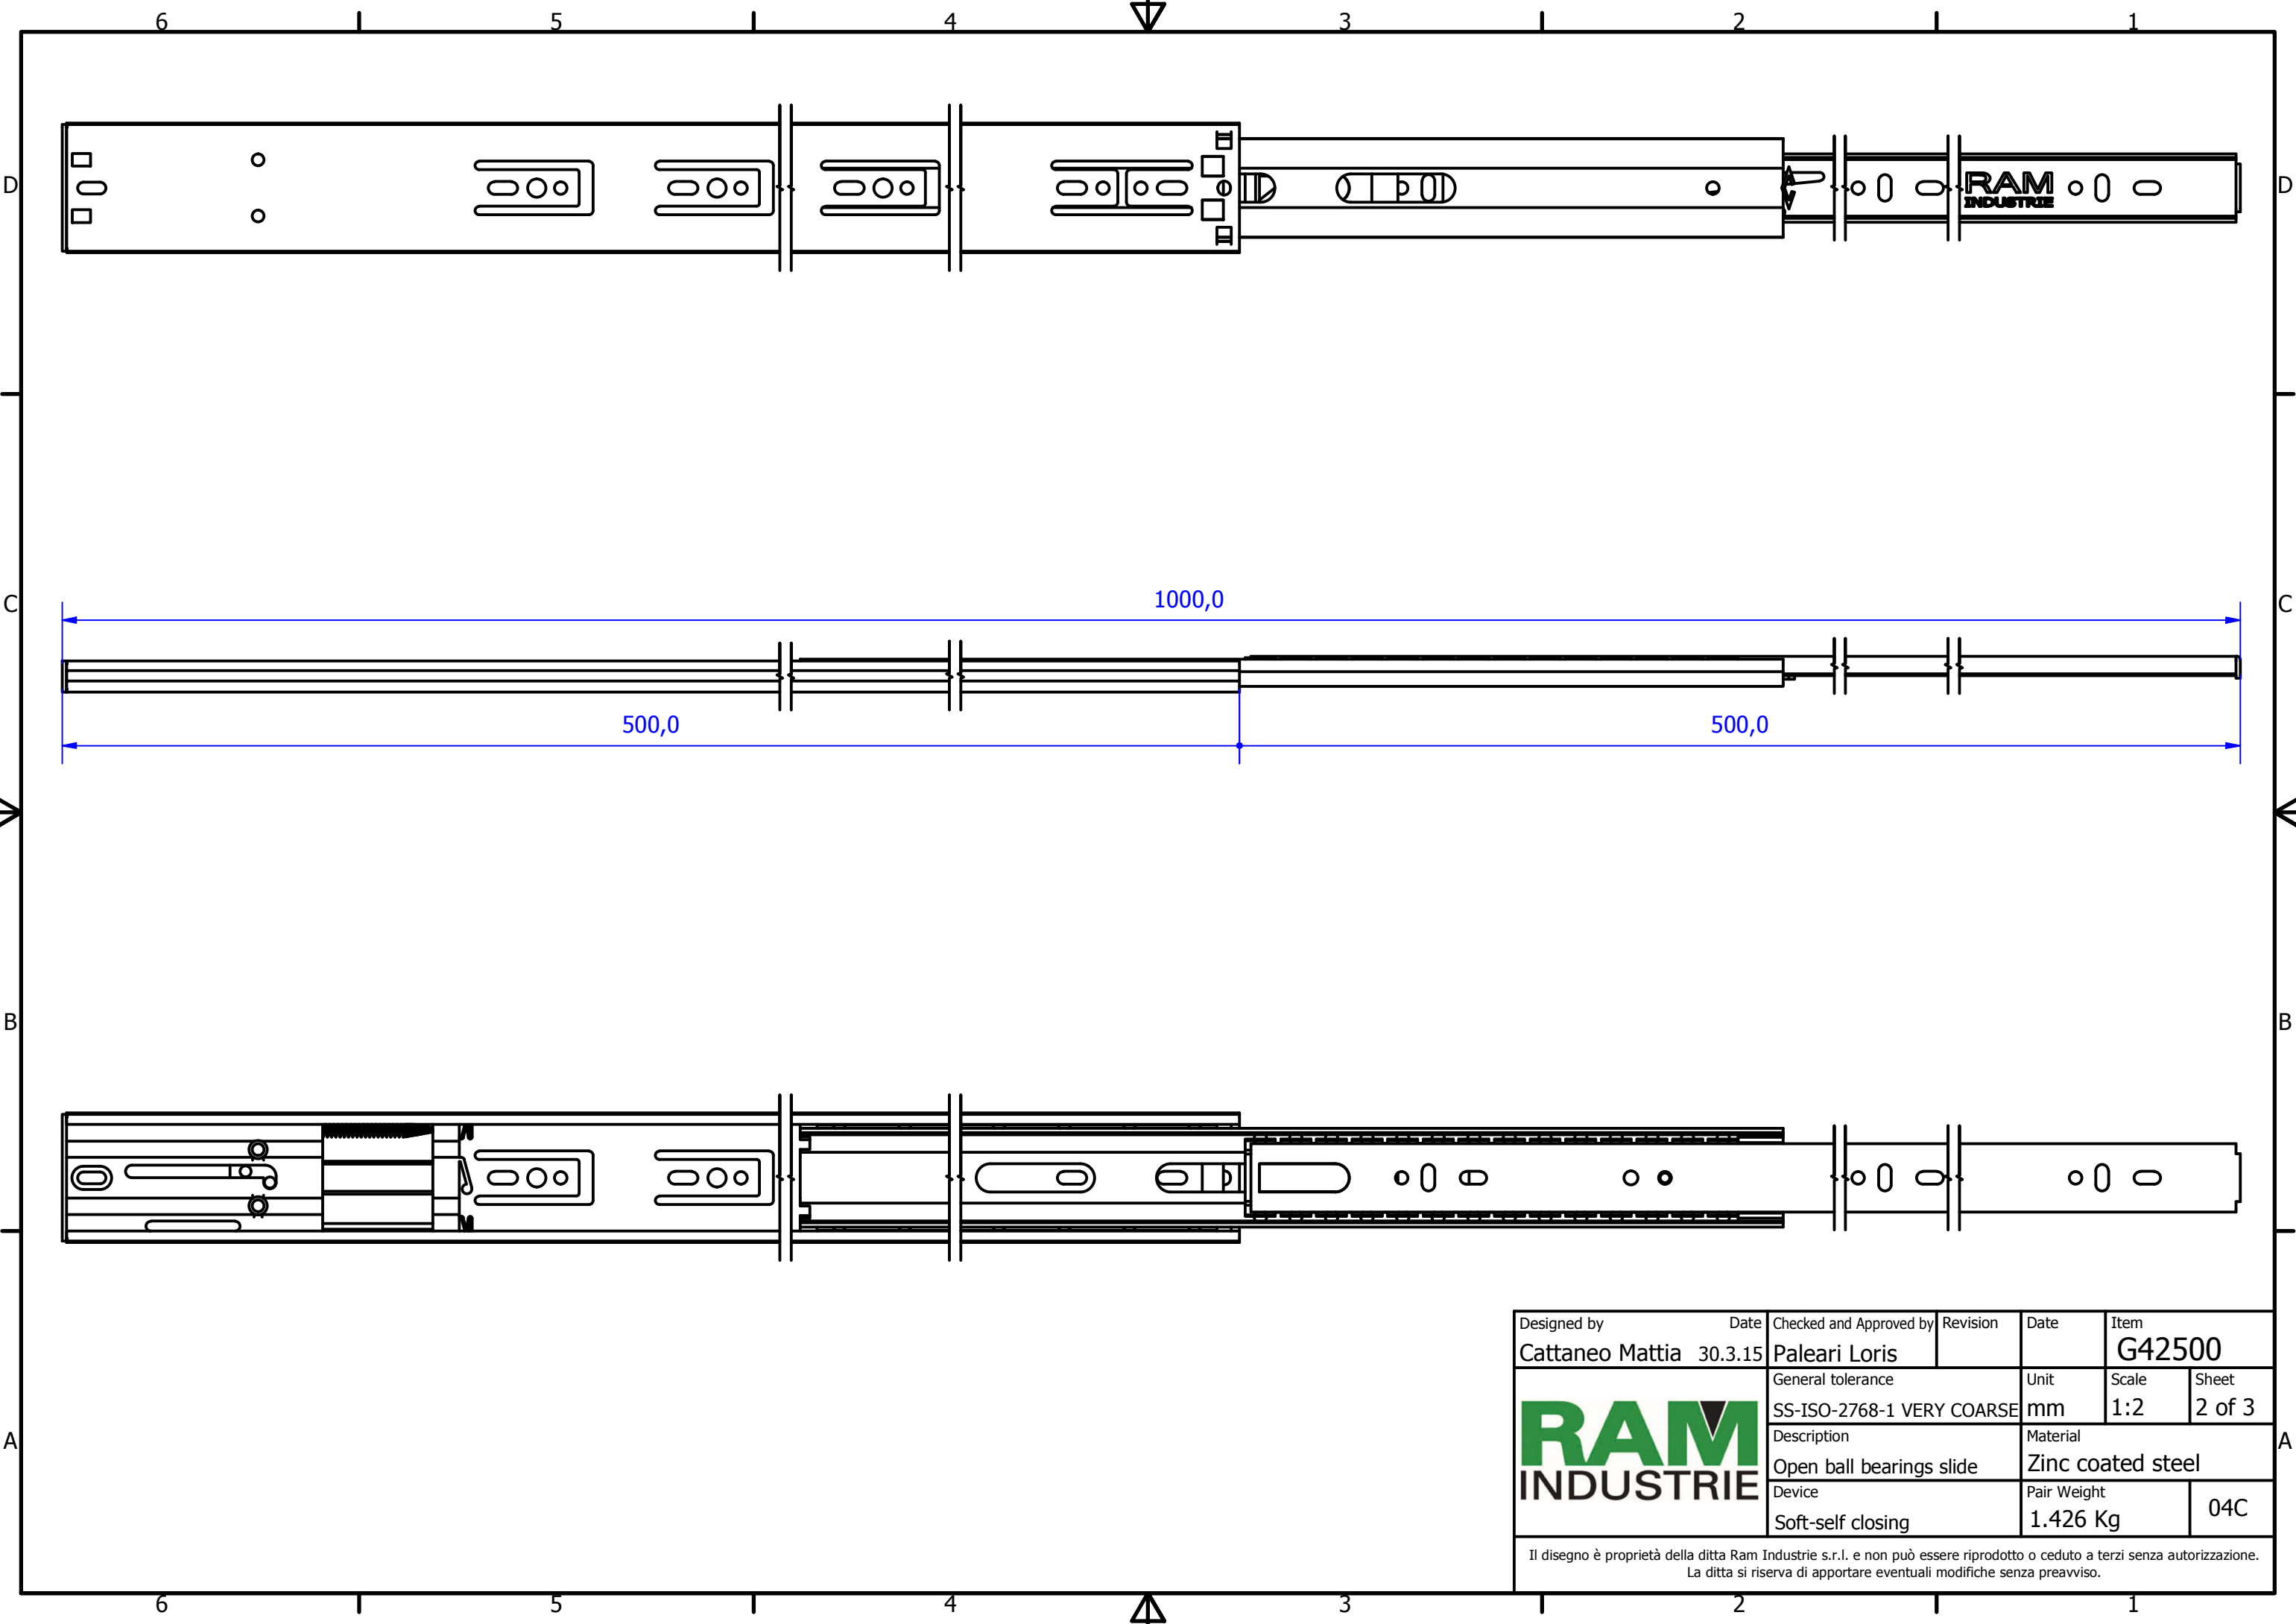 6 5 4 3 2 1
D D
RAM
INDUSTRIE
C C
1000,0
500,0 500,0
B B
A A
Designed by Date
Cattaneo Mattia 30.3.15
Checked and Approved by
Paleari Loris
Revision
Date
Item
G42500
General tolerance
SS-ISO-2768-1 VERY COARSE
Unit
mm
Scale
1:2
Sheet
2 of 3
RAM
INDUSTRIE
Description
Open ball bearings slide
Material
Zinc coated steel
Device
Soft-self closing
Pair Weight
1.426 Kg
04C
Il disegno è proprietà della ditta Ram Industrie s.r.l. e non può essere riprodotto o ceduto a terzi senza autorizzazione.
La ditta si riserva di apportare eventuali modifiche senza preavviso.
6 5 4 3 2 1